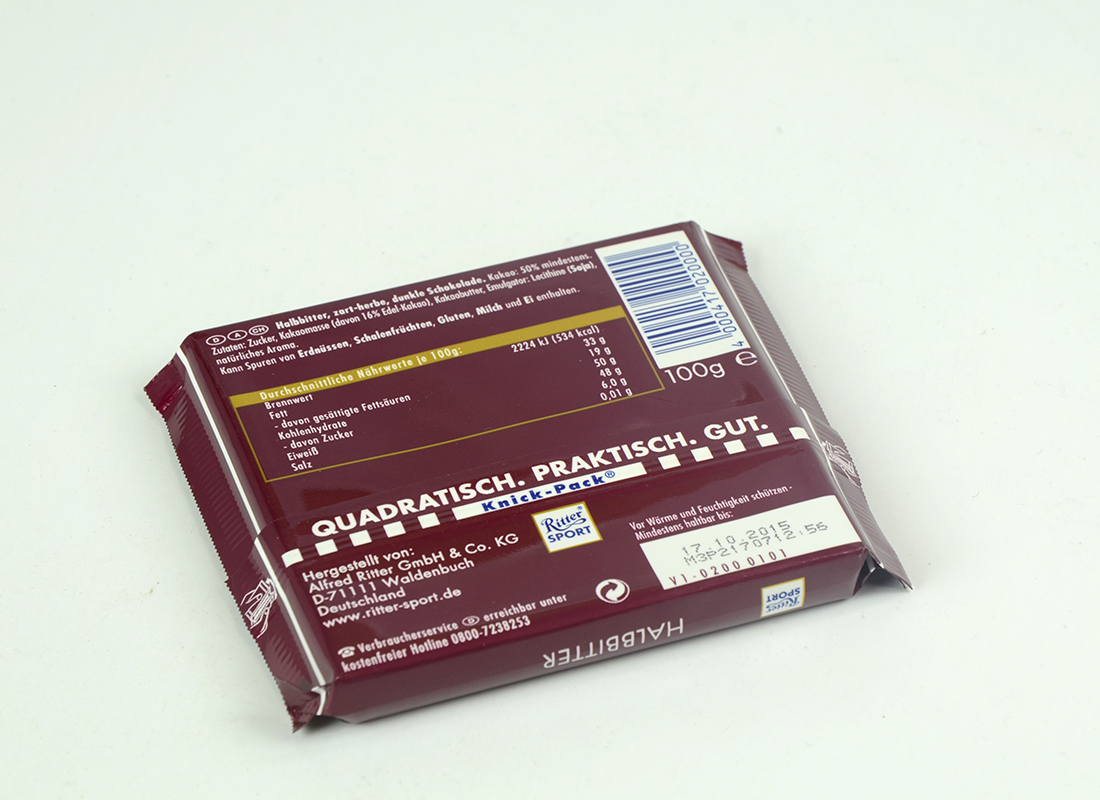 D A CH Halbbitter, zart-herbe, dunkle Schokolade. Kakao: 50% mindestens.
Zutaten: Zucker, Kakaomasse (davon 16% Edel-Kakao), Kakaobutter, Emulgator: Lecithine (Soja),
natürliches Aroma.
Kann Spuren von Erdnüssen, Schalenfrüchten, Gluten, Milch und Ei enthalten.
Durchschnittliche Nährwerte je 100g:
Brennwert 2224 kJ (534 kcal)
Fett 33 g
- davon gesättigte Fettsäuren 19 g
Kohlenhydrate 50 g
- davon Zucker 48 g
Eiweiß 6,0 g
Salz 0,01 g
4 000417 020000
100g e
QUADRATISCH. PRAKTISCH. GUT.
Knick-Pack®
Hergestellt von:
Alfred Ritter GmbH & Co. KG
D-71111 Waldenbuch
Deutschland
www.ritter-sport.de
Ritter
SPORT
Vor Wärme und Feuchtigkeit schützen -
Mindestens haltbar bis:
17.10.2015
M3P2170712:56
V1-0200 0101
Verbraucherservice D erreichbar unter
kostenfreier Hotline 0800-7238253
HALBBITTER
Ritter
SPORT